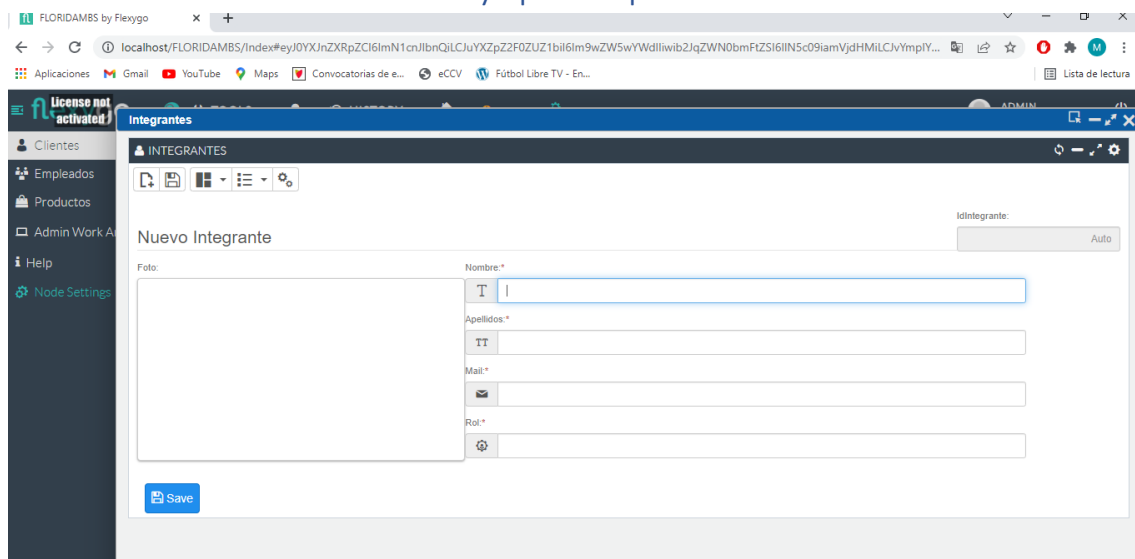 FLORIDAMBS by Flexygo
localhost/FLORIDAMBS/Index#eyJ0YXJnZXRpZCI6ImN1cnJlbnQiLCJuYXZpZ2F0ZUZ1bil6Im9wZW5wYWdlIiwib2JqZWN0bmFtZSI6IlN5c09iamVjdHMiLCJvYmplY...
Aplicaciones Gmail YouTube Maps Convocatorias de e... eCCV Fútbol Libre TV - En... Lista de lectura
License not
activated
ADMIN
Integrantes
Clientes
Empleados
Productos
Admin Work
Help
Node Settings
INTEGRANTES
IdIntegrante:
Nuevo Integrante
Auto
Foto:
Nombre:*
T
Apellidos:*
TT
Mail:*
Rol:*
Save